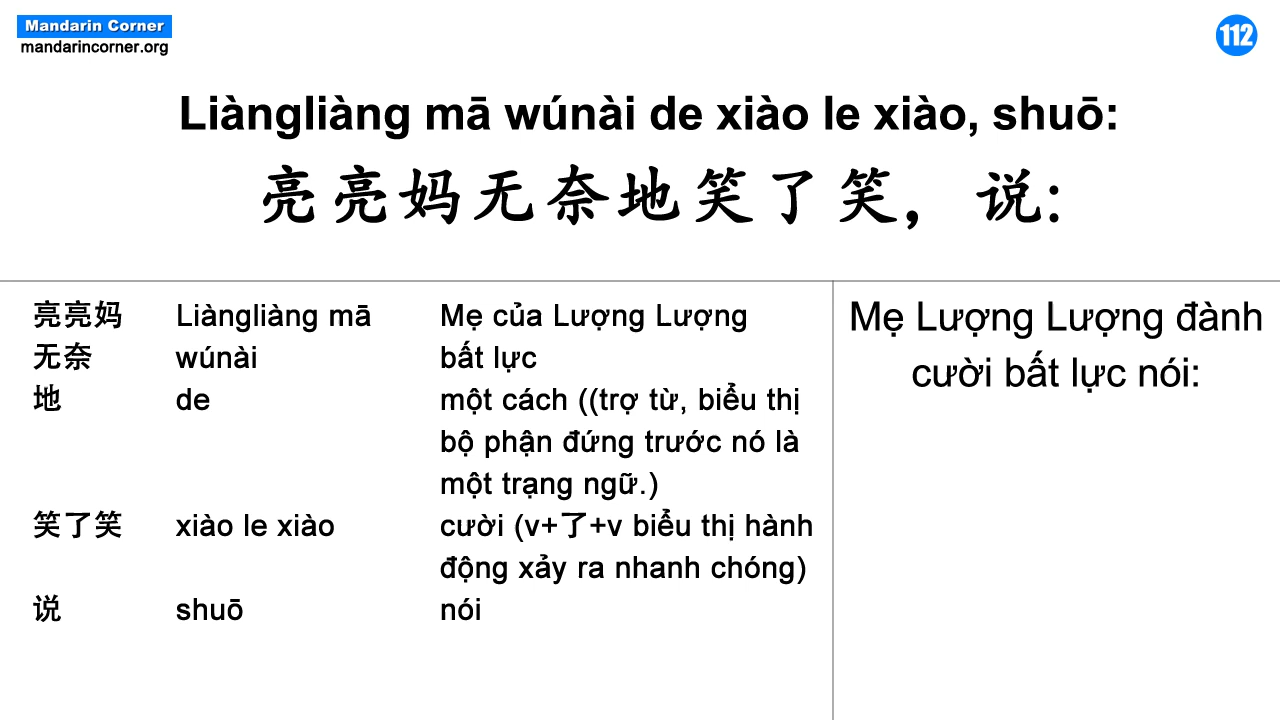 Mandarin Corner
mandarincorner.org
112
Liàngliàng mā wúnài de xiào le xiào, shuō:
亮亮妈无奈地笑了笑，说:
亮亮妈 Liàngliàng mā Mẹ của Lượng Lượng
无奈 wúnài bất lực
地 de một cách ((trợ từ, biểu thị
bộ phận đứng trước nó là
một trạng ngữ.)
笑了笑 xiào le xiào cười (v+了+v biểu thị hành
động xảy ra nhanh chóng)
说 shuō nói
Mẹ Lượng Lượng đành
cười bất lực nói: